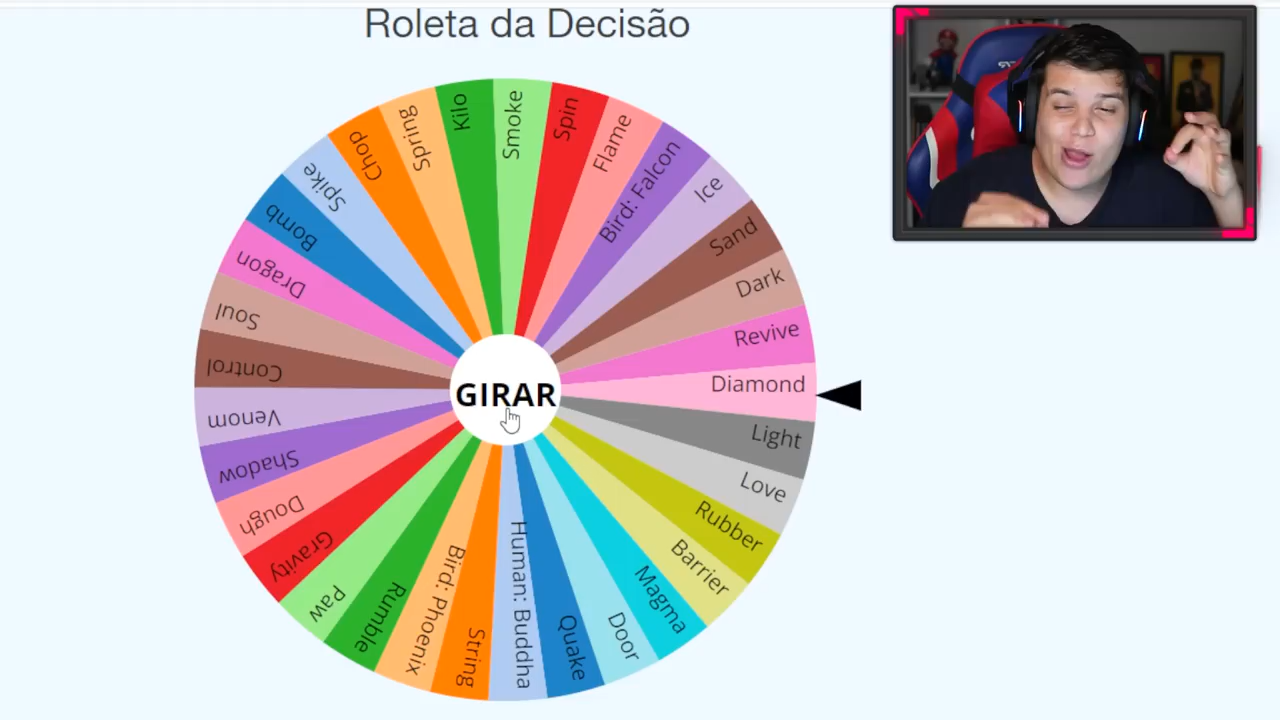 Roleta da Decisão
Kilo
Smoke
Spin
Flame
Bird: Falcon
Ice
Sand
Dark
Revive
Diamond
Light
Love
Rubber
Barrier
Magma
Door
Quake
Human: Buddha
String
Bird: Phoenix
Rumble
Paw
Gravity
Dough
Shadow
Venom
Control
Soul
Dragon
Bomb
Spike
Chop
Spring
GIRAR